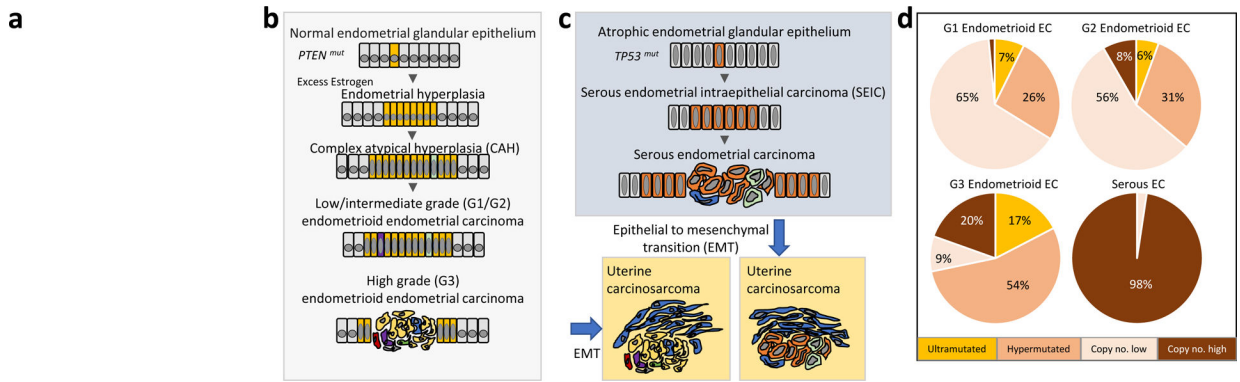 a
b
Normal endometrial glandular epithelium
PTEN mut
Excess Estrogen
Endometrial hyperplasia
Complex atypical hyperplasia (CAH)
Low/intermediate grade (G1/G2)
endometrioid endometrial carcinoma
High grade (G3)
endometrioid endometrial carcinoma
c
Atrophic endometrial glandular epithelium
TP53 mut
Serous endometrial intraepithelial carcinoma (SEIC)
Serous endometrial carcinoma
Epithelial to mesenchymal
transition (EMT)
EMT
Uterine
carcinosarcoma
Uterine
carcinosarcoma
d
G1 Endometrioid EC
7%
26%
65%
G2 Endometrioid EC
8%
6%
31%
56%
G3 Endometrioid EC
20%
17%
9%
54%
Serous EC
98%
Ultramutated
Hypermutated
Copy no. low
Copy no. high